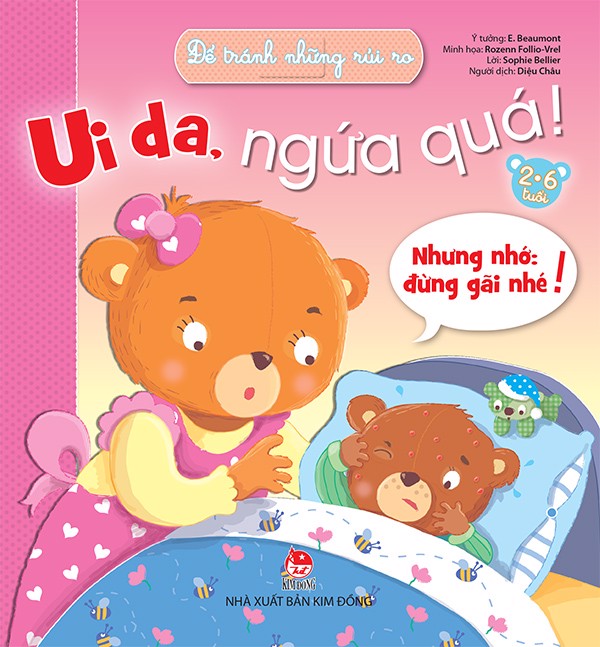 Để tránh những rủi ro
Ý tưởng: E. Beaumont
Minh họa: Rozenn Follio-Vrel
Lời: Sophie Bellier
Người dịch: Diệu Châu
Ui da, ngứa quá!
2•6
tuổi
Nhưng nhớ:
đừng gãi nhé!
KIM ĐỒNG
NHÀ XUẤT BẢN KIM ĐỒNG